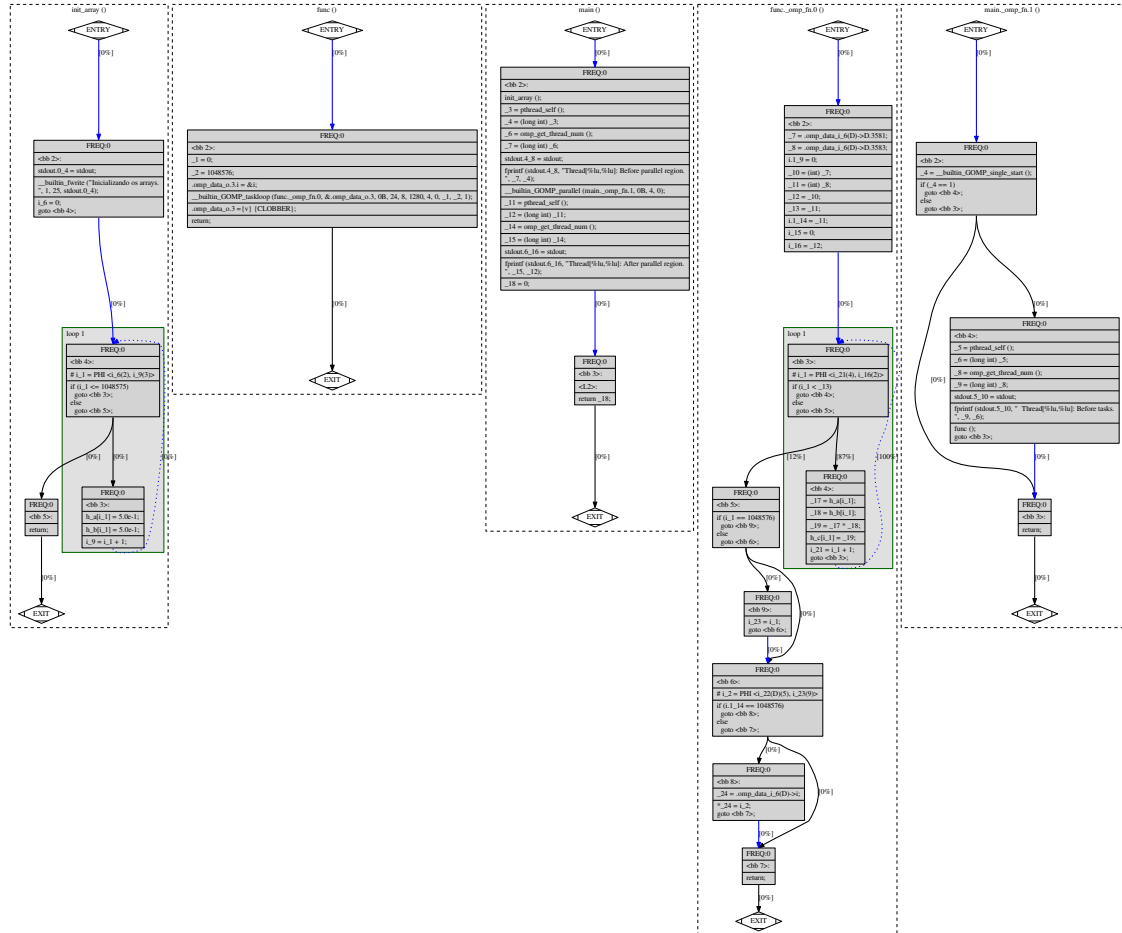 init_array ()
ENTRY
[0%]
FREQ:0
<bb 2>:
stdout.0_4 = stdout;
__builtin_fwrite ("Inicializando os arrays.
", 1, 25, stdout.0_4);
i_6 = 0;
goto <bb 4>;
[0%]
loop 1
FREQ:0
<bb 4>:
# i_1 = PHI <i_6(2), i_9(3)>
if (i_1 <= 1048575)
goto <bb 3>;
else
goto <bb 5>;
[0%]
[0%]
[0%]
FREQ:0
<bb 5>:
return;
FREQ:0
<bb 3>:
h_a[i_1] = 5.0e-1;
h_b[i_1] = 5.0e-1;
i_9 = i_1 + 1;
[0%]
EXIT
func ()
ENTRY
[0%]
FREQ:0
<bb 2>:
_1 = 0;
_2 = 1048576;
.omp_data_o.3.i = &i;
__builtin_GOMP_taskloop (func._omp_fn.0, &.omp_data_o.3, 0B, 24, 8, 1280, 4, 0, _1, _2, 1);
.omp_data_o.3 ={v} {CLOBBER};
return;
[0%]
EXIT
main ()
ENTRY
[0%]
FREQ:0
<bb 2>:
init_array ();
_3 = pthread_self ();
_4 = (long int) _3;
_6 = omp_get_thread_num ();
_7 = (long int) _6;
stdout.4_8 = stdout;
fprintf (stdout.4_8, "Thread[%lu,%lu]: Before parallel region.
", _7, _4);
__builtin_GOMP_parallel (main._omp_fn.1, 0B, 4, 0);
_11 = pthread_self ();
_12 = (long int) _11;
_14 = omp_get_thread_num ();
_15 = (long int) _14;
stdout.6_16 = stdout;
fprintf (stdout.6_16, "Thread[%lu,%lu]: After parallel region.
", _15, _12);
_18 = 0;
[0%]
FREQ:0
<bb 3>:
<L2>:
return _18;
[0%]
EXIT
func._omp_fn.0 ()
ENTRY
[0%]
FREQ:0
<bb 2>:
_7 = .omp_data_i_6(D)->D.3581;
_8 = .omp_data_i_6(D)->D.3583;
i.1_9 = 0;
_10 = (int) _7;
_11 = (int) _8;
_12 = _10;
_13 = _11;
i.1_14 = _11;
i_15 = 0;
i_16 = _12;
[0%]
loop 1
FREQ:0
<bb 3>:
# i_1 = PHI <i_21(4), i_16(2)>
if (i_1 < _13)
goto <bb 4>;
else
goto <bb 5>;
[12%]
[87%]
[100%]
FREQ:0
<bb 4>:
_17 = h_a[i_1];
_18 = h_b[i_1];
_19 = _17 * _18;
h_c[i_1] = _19;
i_21 = i_1 + 1;
goto <bb 3>;
FREQ:0
<bb 5>:
if (i_1 == 1048576)
goto <bb 9>;
else
goto <bb 6>;
[0%]
[0%]
FREQ:0
<bb 9>:
i_23 = i_1;
goto <bb 6>;
[0%]
FREQ:0
<bb 6>:
# i_2 = PHI <i_22(D)(5), i_23(9)>
if (i.1_14 == 1048576)
goto <bb 8>;
else
goto <bb 7>;
[0%]
[0%]
FREQ:0
<bb 8>:
_24 = .omp_data_i_6(D)->i;
*_24 = i_2;
goto <bb 7>;
[0%]
FREQ:0
<bb 7>:
return;
[0%]
EXIT
main._omp_fn.1 ()
ENTRY
[0%]
FREQ:0
<bb 2>:
_4 = __builtin_GOMP_single_start ();
if (_4 == 1)
goto <bb 4>;
else
goto <bb 3>;
[0%]
[0%]
FREQ:0
<bb 4>:
_5 = pthread_self ();
_6 = (long int) _5;
_8 = omp_get_thread_num ();
_9 = (long int) _8;
stdout.5_10 = stdout;
fprintf (stdout.5_10, "  Thread[%lu,%lu]: Before tasks.
", _9, _6);
func ();
goto <bb 3>;
[0%]
FREQ:0
<bb 3>:
return;
[0%]
EXIT